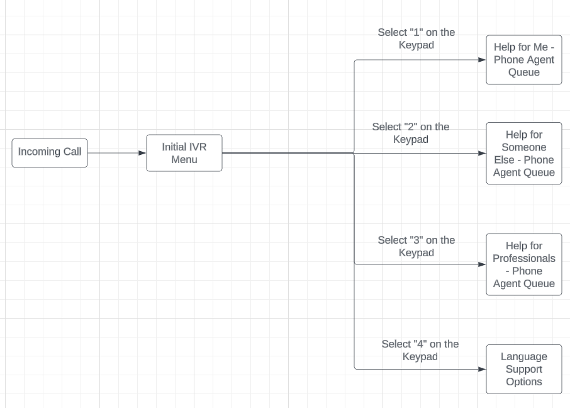 Select "1" on the
Keypad
Help for Me -
Phone Agent
Queue
Select "2" on the
Keypad
Incoming Call
Initial IVR
Menu
Help for
Someone
Else - Phone
Agent Queue
Select "3" on the
Keypad
Help for
Professionals
- Phone
Agent Queue
Select "4" on the
Keypad
Language
Support
Options